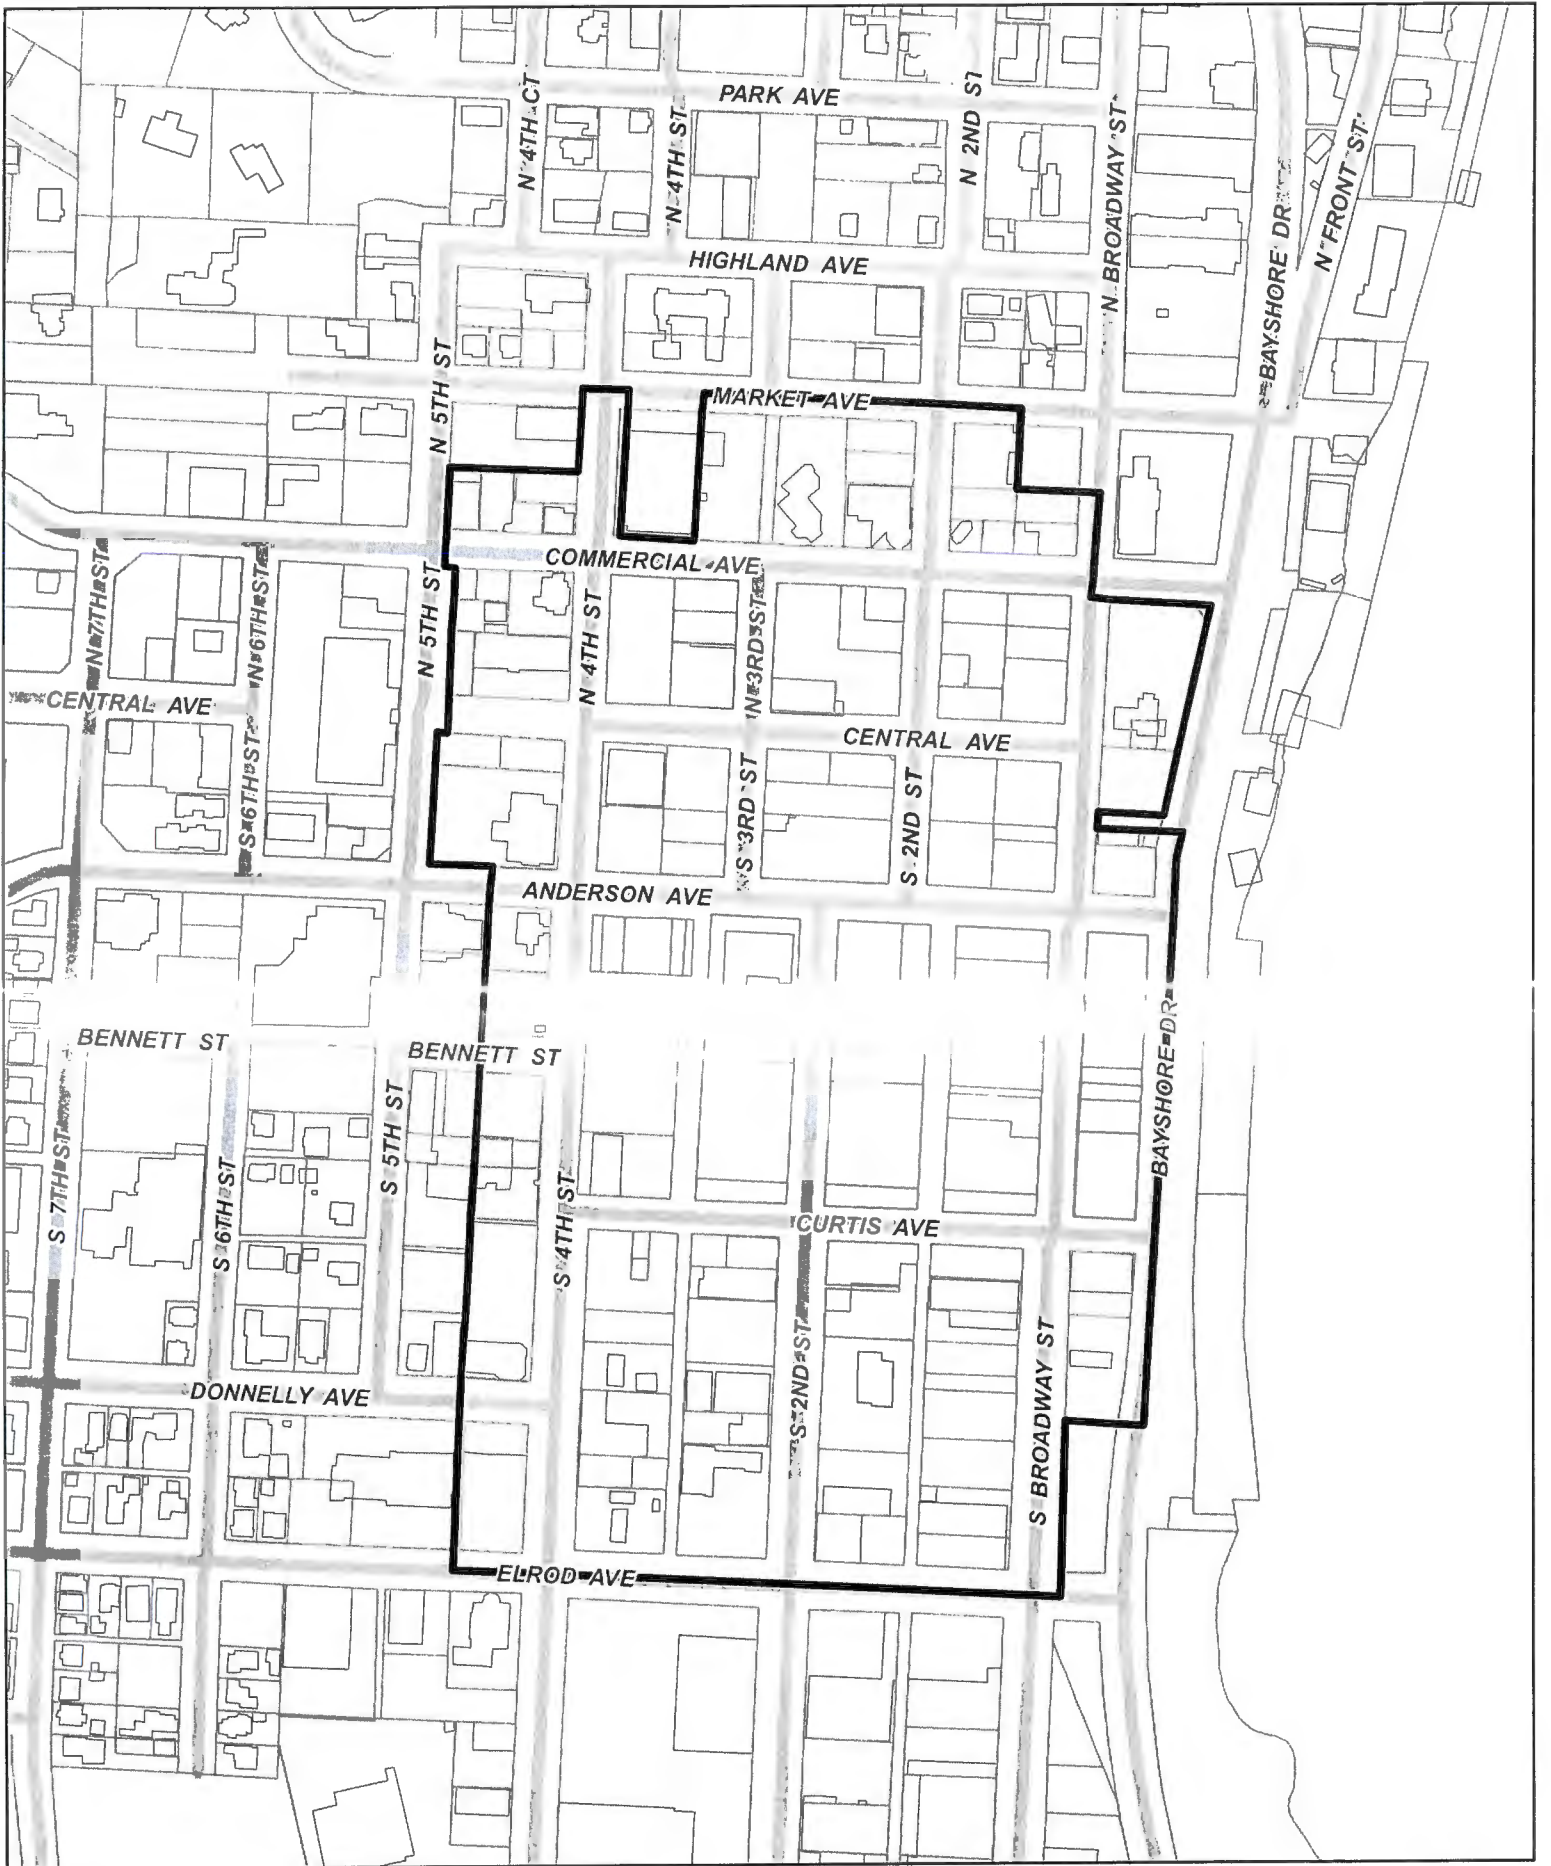 PARK AVE
N 4TH CT
N 4TH ST
N 2ND ST
N BROADWAY ST
BAYSHORE DR
N FRONT ST
HIGHLAND AVE
N 5TH ST
MARKET AVE
COMMERCIAL AVE
N 7TH ST
N 6TH ST
N 5TH ST
N 4TH ST
N 3RD ST
CENTRAL AVE
CENTRAL AVE
S 6TH ST
S 3RD ST
S 2ND ST
ANDERSON AVE
BENNETT ST
BENNETT ST
BAYSHORE DR
S 7TH ST
S 6TH ST
S 5TH ST
S 4TH ST
CURTIS AVE
S 2ND ST
S BROADWAY ST
DONNELLY AVE
ELROD AVE